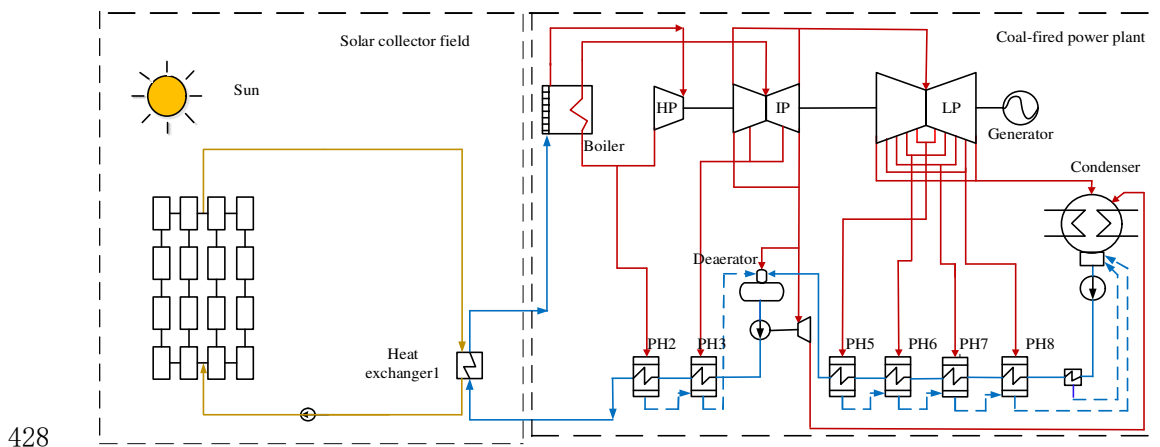 Solar collector field
Coal-fired power plant
Sun
HP
IP
LP
Generator
Boiler
Condenser
Deaerator
PH2
PH3
PH5
PH6
PH7
PH8
Heat
exchanger1
428